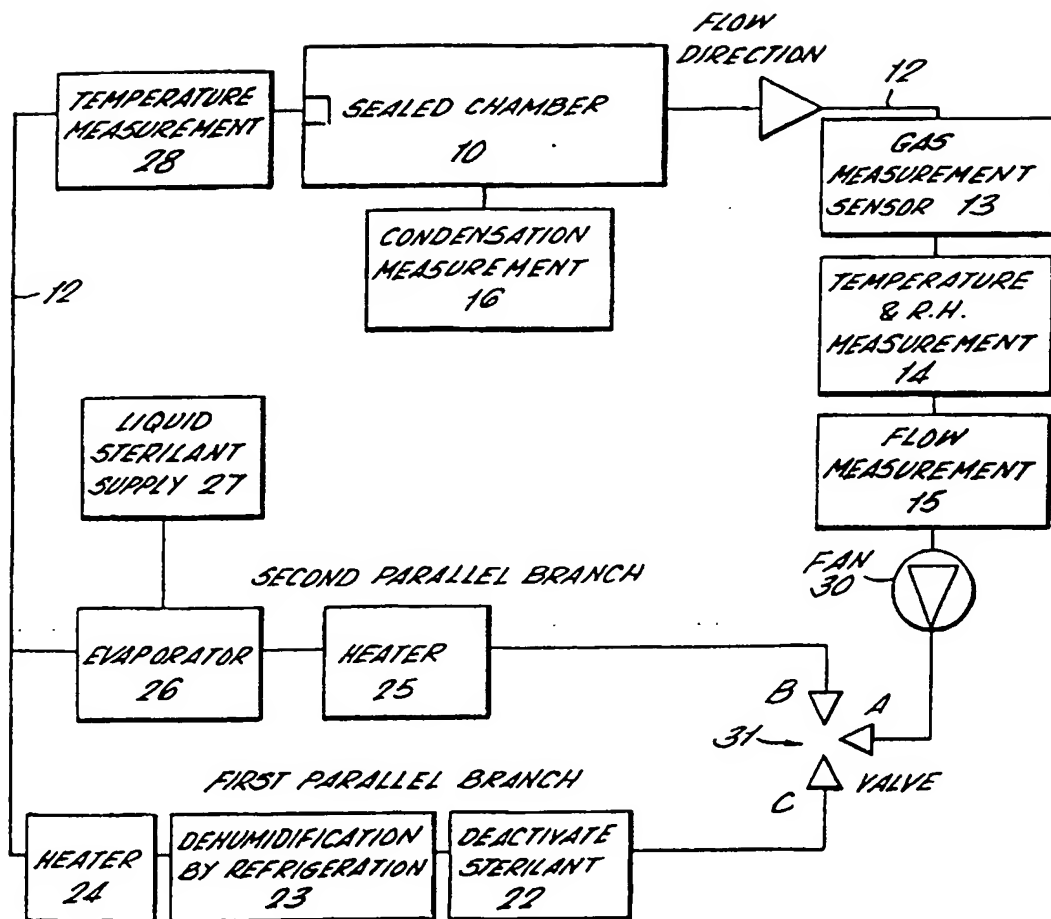 FLOW
DIRECTION
12
TEMPERATURE
MEASUREMENT
28
SEALED CHAMBER
10
GAS
MEASUREMENT
SENSOR 13
CONDENSATION
MEASUREMENT
16
12
TEMPERATURE
& R.H.
MEASUREMENT
14
LIQUID
STERILANT
SUPPLY 27
FLOW
MEASUREMENT
15
SECOND PARALLEL BRANCH
FAN
30
EVAPORATOR
26
HEATER
25
B
A
31
C
VALVE
FIRST PARALLEL BRANCH
HEATER
24
DEHUMIDIFICATION
BY REFRIGERATION
23
DEACTIVATE
STERILANT
22